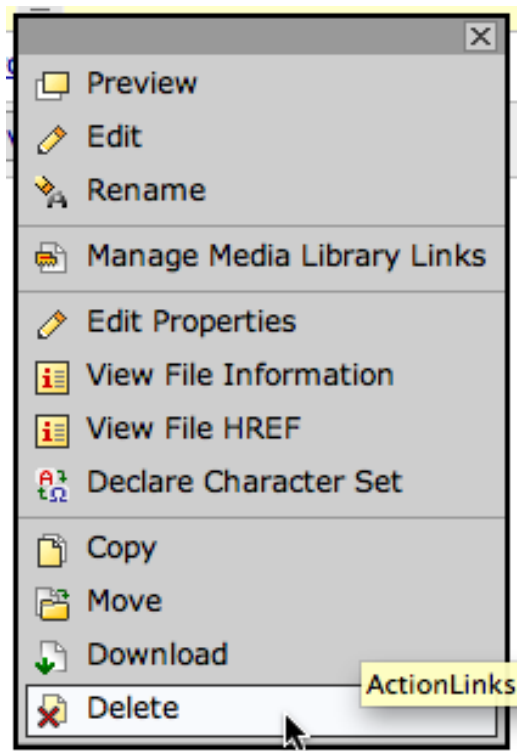 Preview
Edit
Rename
Manage Media Library Links
Edit Properties
View File Information
View File HREF
Declare Character Set
Copy
Move
Download
ActionLinks
Delete